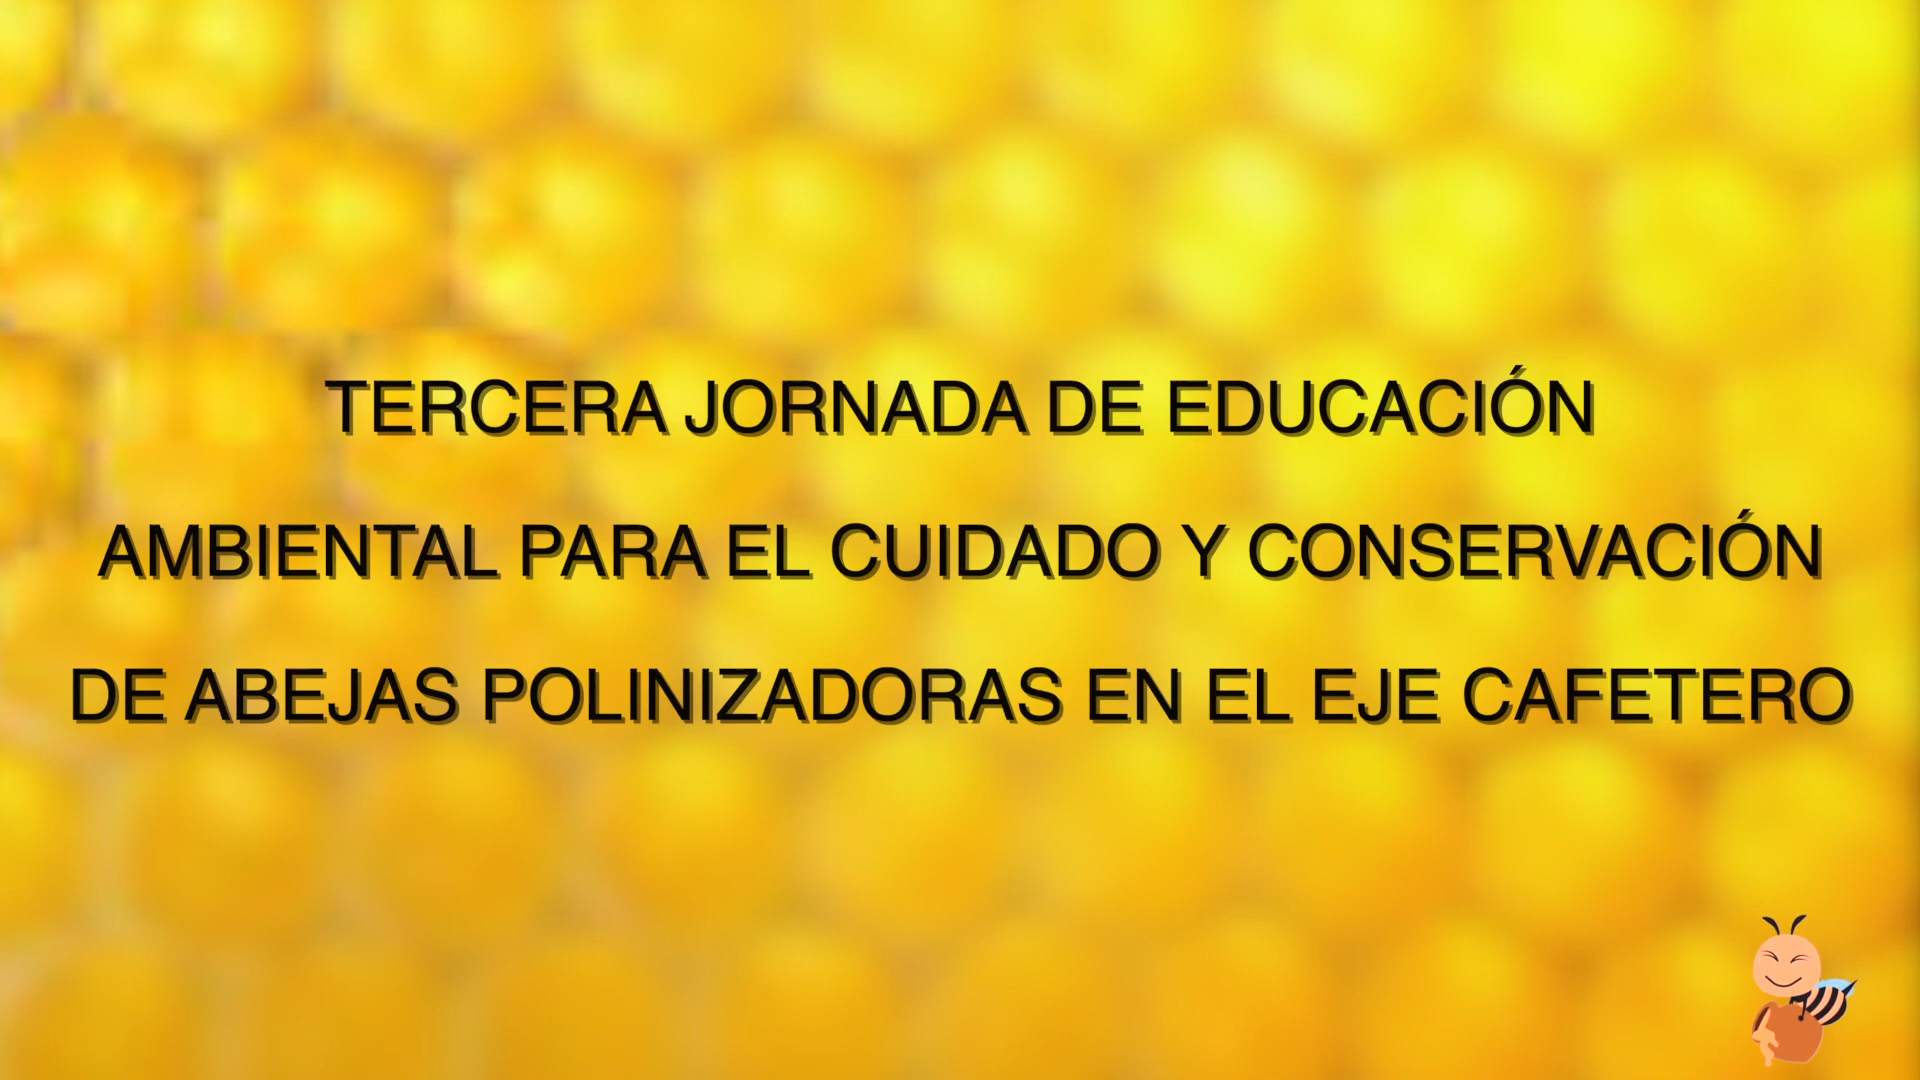 TERCERA JORNADA DE EDUCACIÓN
AMBIENTAL PARA EL CUIDADO Y CONSERVACIÓN
DE ABEJAS POLINIZADORAS EN EL EJE CAFETERO